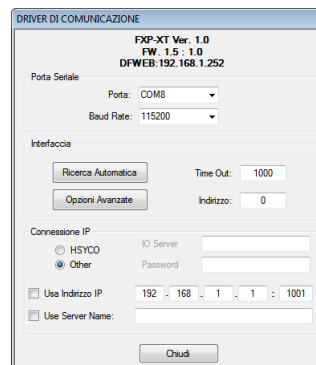 DRIVER DI COMUNICAZIONE
FXP-XT Ver. 1.0
FW. 1.5 : 1.0
DFWEB:192.168.1.252
Porta Seriale
Porta: COM8
Baud Rate: 115200
Interfaccia
Ricerca Automatica Time Out: 1000
Opzioni Avanzate Indirizzo: 0
Connessione IP
HSYCO IO Server
Other Password
Usa Indirizzo IP 192 . 168 . 1 . 1 : 1001
Use Server Name:
Chiudi